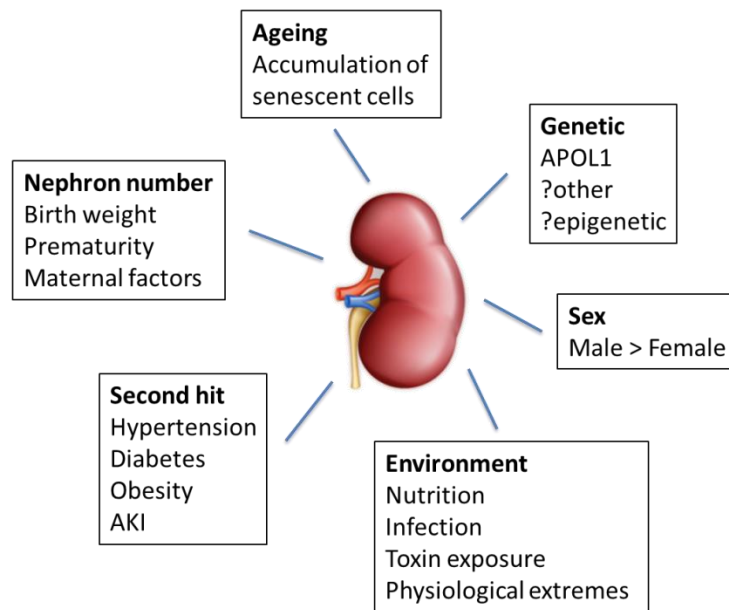 Ageing
Accumulation of
senescent cells
Genetic
APOL1
?other
?epigenetic
Nephron number
Birth weight
Prematurity
Maternal factors
Sex
Male > Female
Second hit
Hypertension
Diabetes
Obesity
AKI
Environment
Nutrition
Infection
Toxin exposure
Physiological extremes